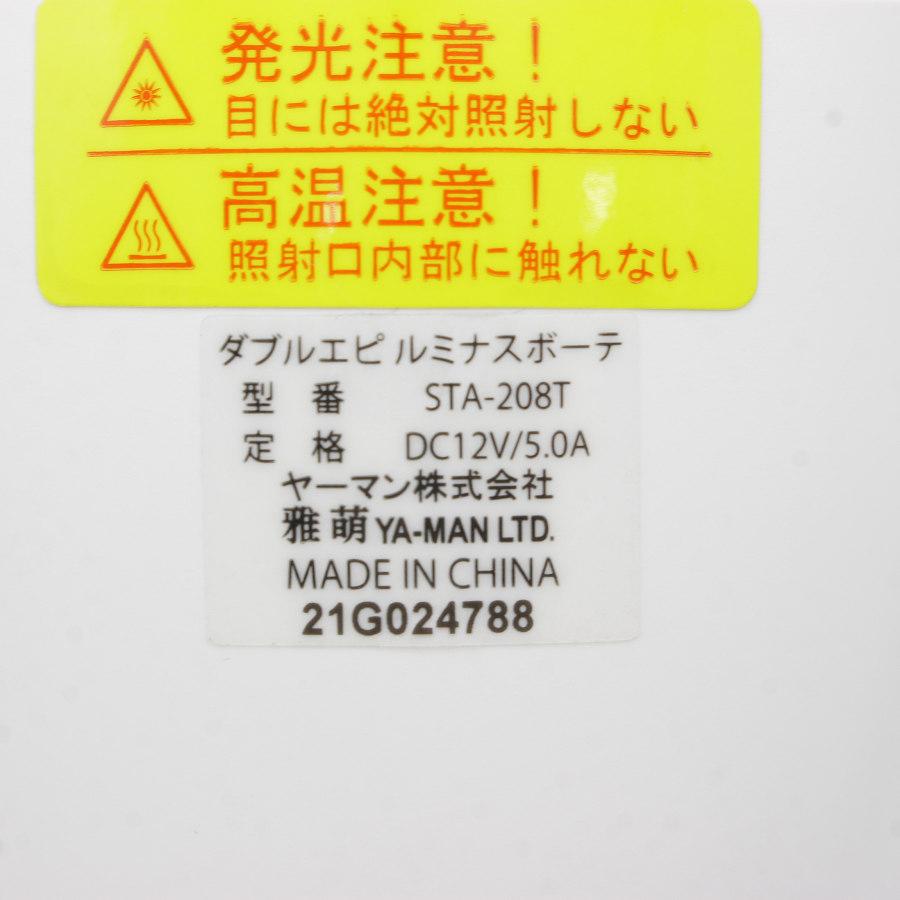 発光注意！
目には絶対照射しない
高温注意！
照射口内部に触れない
ダブルエピ ルミナスボーテ
型 番 STA-208T
定 格 DC12V/5.0A
ヤーマン株式会社
雅萌 YA-MAN LTD.
MADE IN CHINA
21G024788